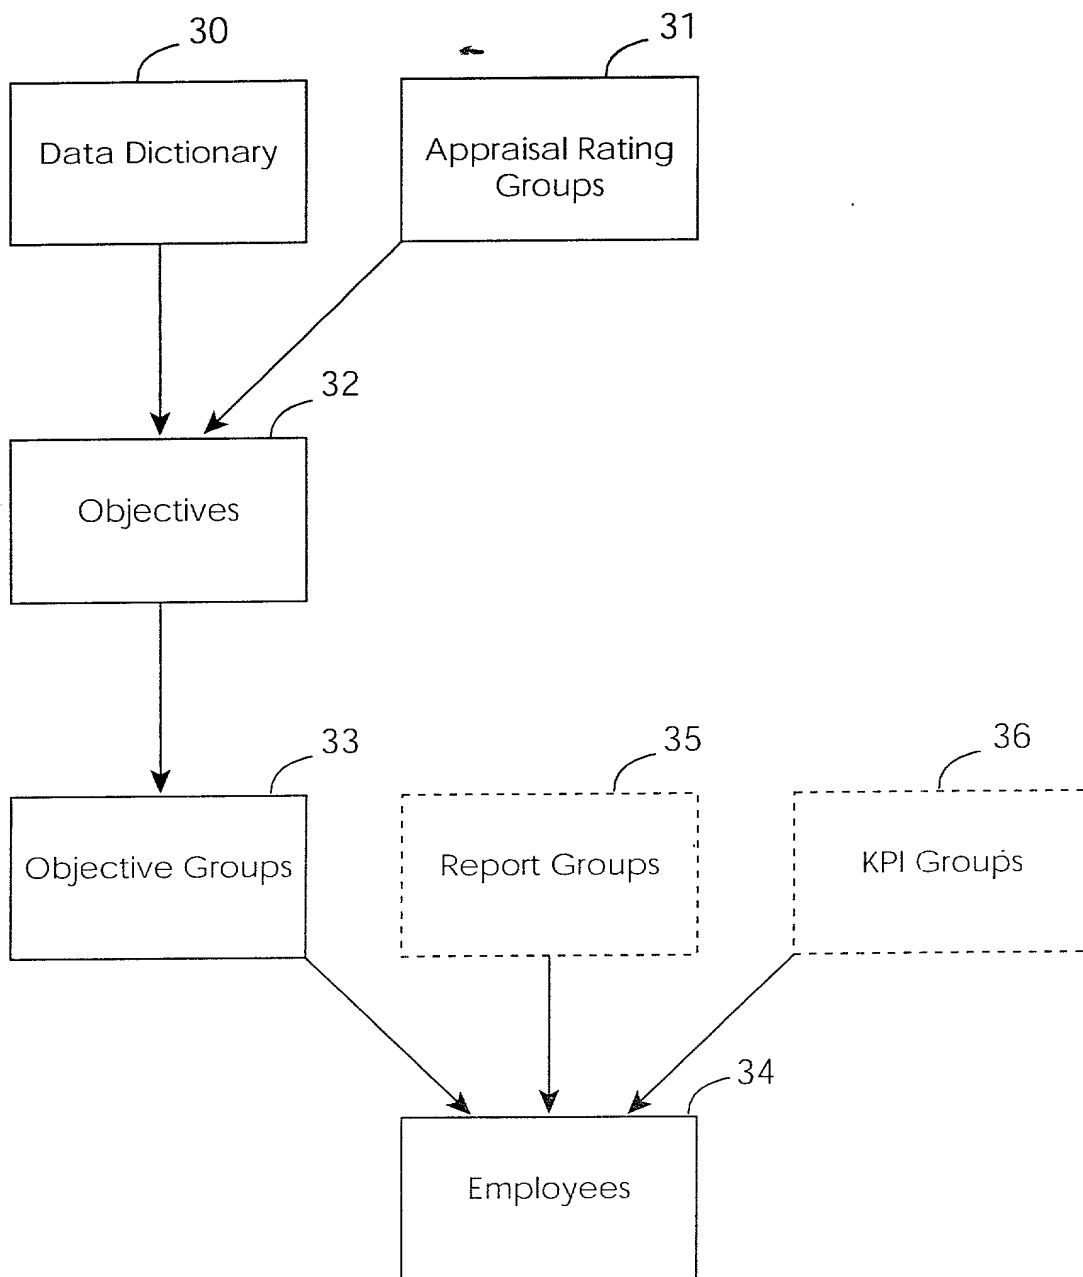 30
31
Data Dictionary
Appraisal Rating
Groups
32
Objectives
33
35
36
Objective Groups
Report Groups
KPI Groups
34
Employees